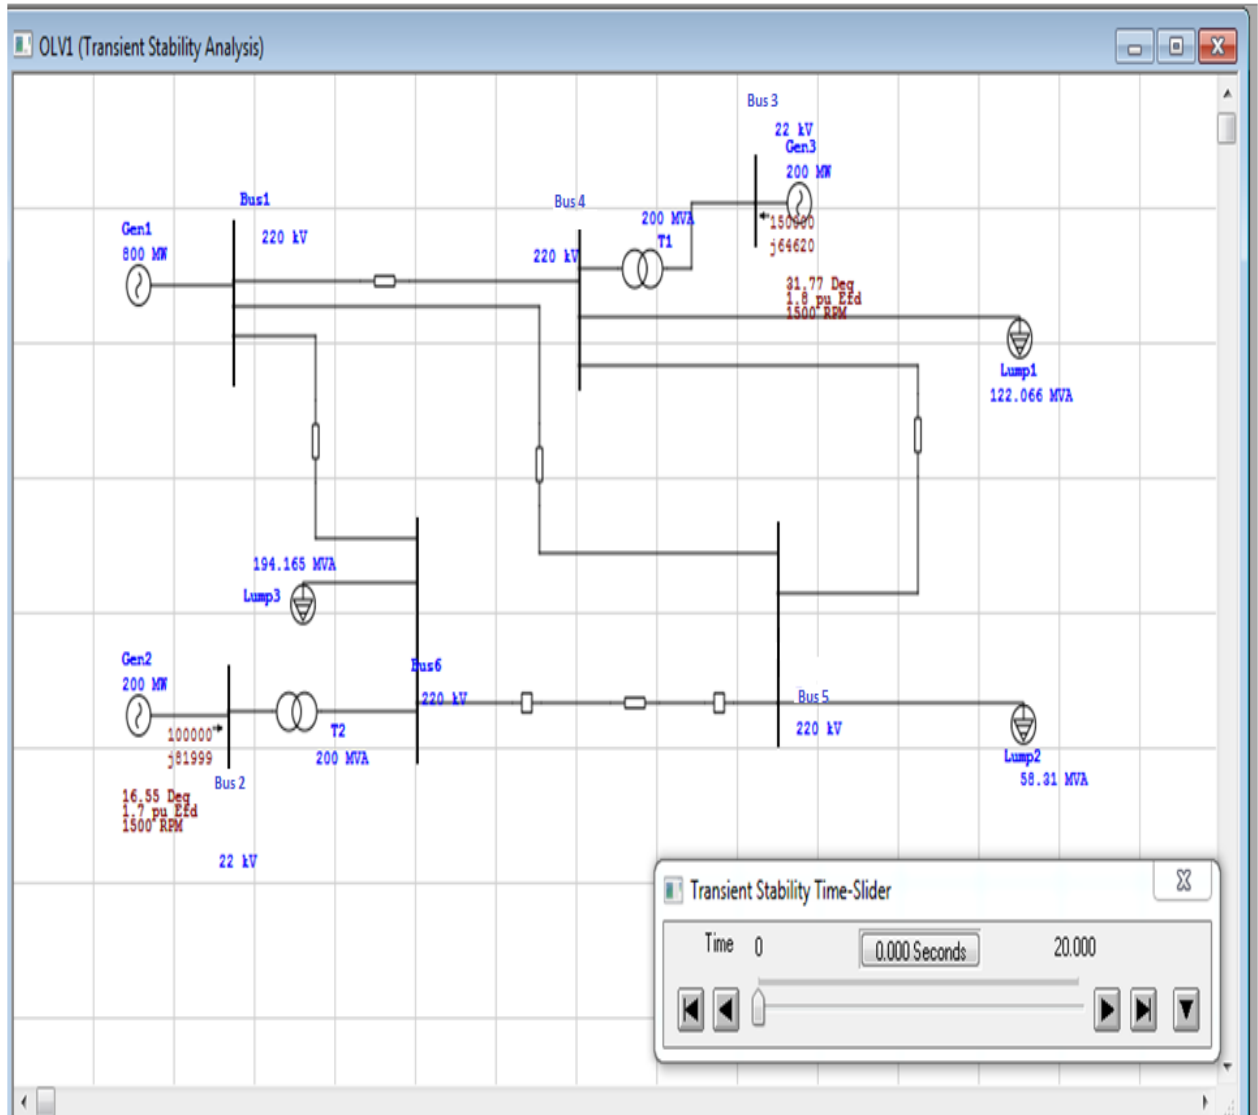 OLV1 (Transient Stability Analysis)
Bus 3
22 kV
Gen3
200 MW
150000
j64620
31.77 Deg
1.8 pu Efd
1500 RPM
Bus1
220 kV
Gen1
800 MW
Bus 4
220 kV
200 MVA
T1
Lump1
122.066 MVA
194.165 MVA
Lump3
Bus6
220 kV
Gen2
200 MW
100000
j81999
16.55 Deg
1.7 pu Efd
1500 RPM
Bus 2
22 kV
T2
200 MVA
Bus 5
220 kV
Lump2
58.31 MVA
Transient Stability Time-Slider
Time 0 0.000 Seconds 20.000